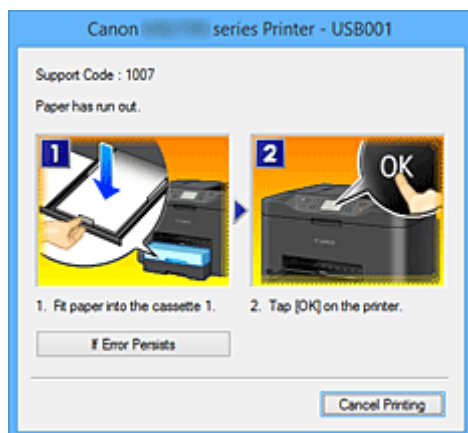 Canon series Printer - USB001
Support Code : 1007
Paper has run out.
1
2
OK
1. Fit paper into the cassette 1.
2. Tap [OK] on the printer.
If Error Persists
Cancel Printing